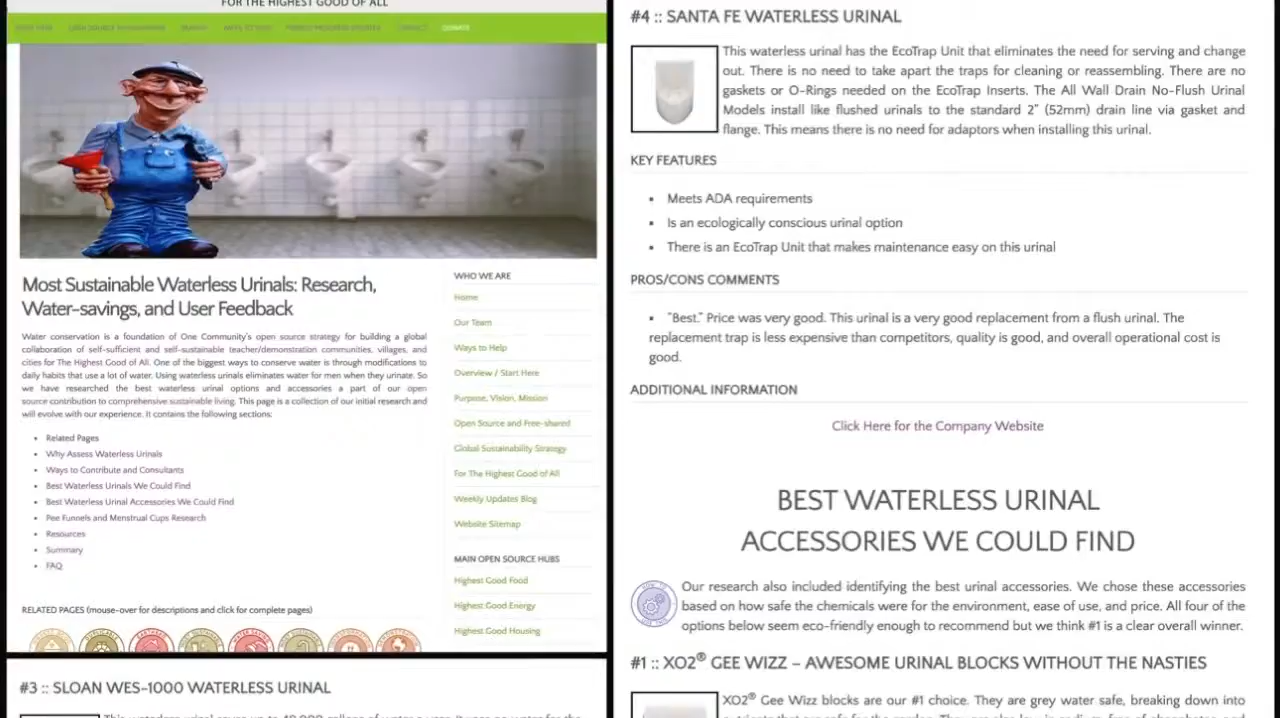 FOR THE HIGHEST GOOD OF ALL
DONATE
Most Sustainable Waterless Urinals: Research,
Water-savings, and User Feedback
Water conservation is a foundation of One Community's open source strategy for building a global
collaboration of self-sufficient and self-sustainable teacher/demonstration communities, villages, and
cities for The Highest Good of All. One of the biggest ways to conserve water is through modifications to
daily habits that use a lot of water. Using waterless urinals eliminates water for men when they urinate. So
we have researched the best waterless urinal options and accessories a part of our open
source contribution to comprehensive sustainable living. This page is a collection of our initial research and
will evolve with our experience. It contains the following sections:
Related Pages
Why Assess Waterless Urinals
Ways to Contribute and Consultants
Best Waterless Urinals We Could Find
Best Waterless Urinal Accessories We Could Find
Pee Funnels and Menstrual Cups Research
Resources
Summary
FAQ
RELATED PAGES (mouse-over for descriptions and click for complete pages)
WHO WE ARE
Home
Our Team
Ways to Help
Overview / Start Here
Purpose, Vision, Mission
Open Source and Free-shared
Global Sustainability Strategy
For The Highest Good of All
Weekly Updates Blog
Website Sitemap
MAIN OPEN SOURCE HUBS
Highest Good Food
Highest Good Energy
Highest Good Housing
#3 :: SLOAN WES-1000 WATERLESS URINAL
#4 :: SANTA FE WATERLESS URINAL
This waterless urinal has the EcoTrap Unit that eliminates the need for serving and change
out. There is no need to take apart the traps for cleaning or reassembling. There are no
gaskets or O-Rings needed on the EcoTrap Inserts. The All Wall Drain No-Flush Urinal
Models install like flushed urinals to the standard 2" (52mm) drain line via gasket and
flange. This means there is no need for adaptors when installing this urinal.
KEY FEATURES
Meets ADA requirements
Is an ecologically conscious urinal option
There is an EcoTrap Unit that makes maintenance easy on this urinal
PROS/CONS COMMENTS
"Best." Price was very good. This urinal is a very good replacement from a flush urinal. The
replacement trap is less expensive than competitors, quality is good, and overall operational cost is
good.
ADDITIONAL INFORMATION
Click Here for the Company Website
BEST WATERLESS URINAL
ACCESSORIES WE COULD FIND
Our research also included identifying the best urinal accessories. We chose these accessories
based on how safe the chemicals were for the environment, ease of use, and price. All four of the
options below seem eco-friendly enough to recommend but we think #1 is a clear overall winner.
#1 :: XO2® GEE WIZZ – AWESOME URINAL BLOCKS WITHOUT THE NASTIES
XO2® Gee Wizz blocks are our #1 choice. They are grey water safe, breaking down into